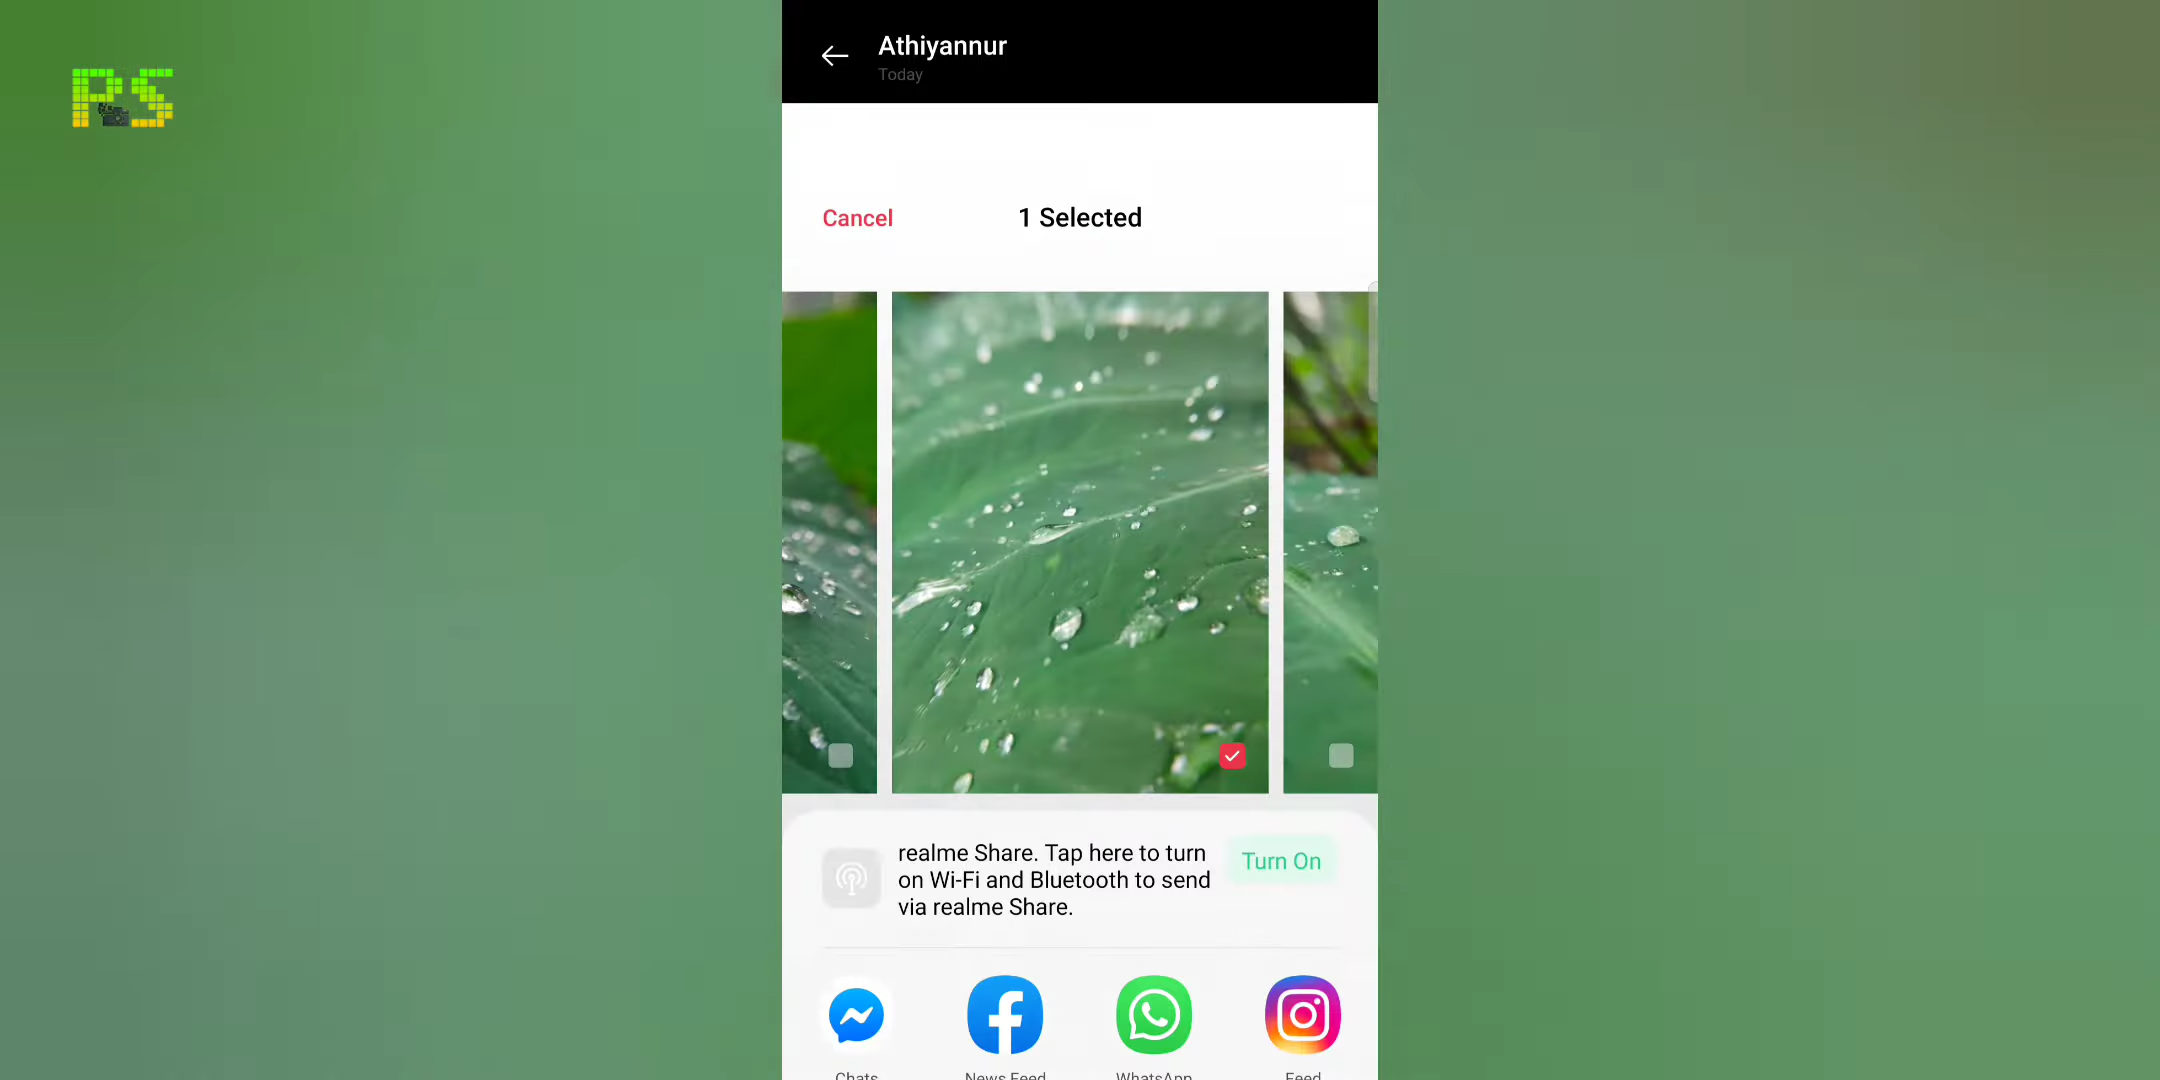 RS
Athiyannur
Today
Cancel
1 Selected
realme Share. Tap here to turn
on Wi-Fi and Bluetooth to send
via realme Share.
Turn On
Chats
News Feed
WhatsApp
Feed